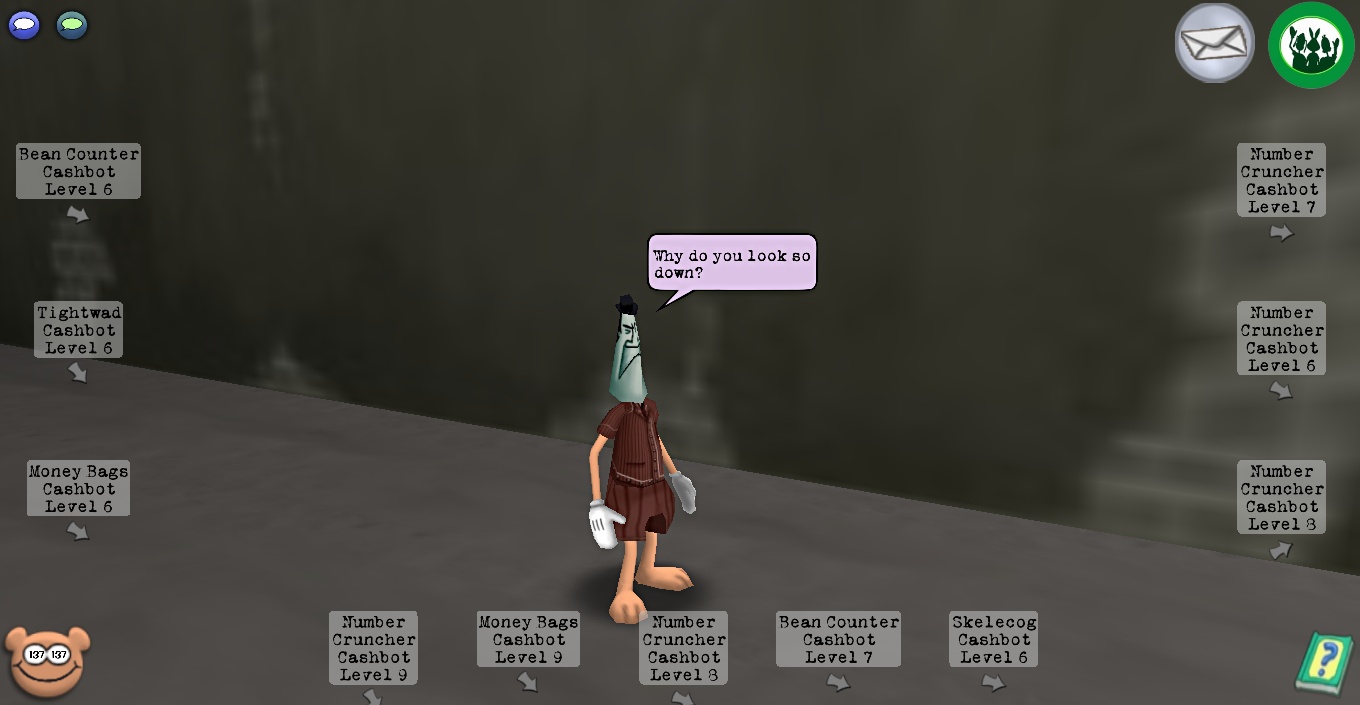 Bean Counter
Cashbot
Level 6
Number
Cruncher
Cashbot
Level 7
Why do you look so
down?
Tightwad
Cashbot
Level 6
Number
Cruncher
Cashbot
Level 6
Money Bags
Cashbot
Level 6
Number
Cruncher
Cashbot
Level 8
137 137
Number
Cruncher
Cashbot
Level 9
Money Bags
Cashbot
Level 9
Number
Cruncher
Cashbot
Level 8
Bean Counter
Cashbot
Level 7
Skelecog
Cashbot
Level 6
?